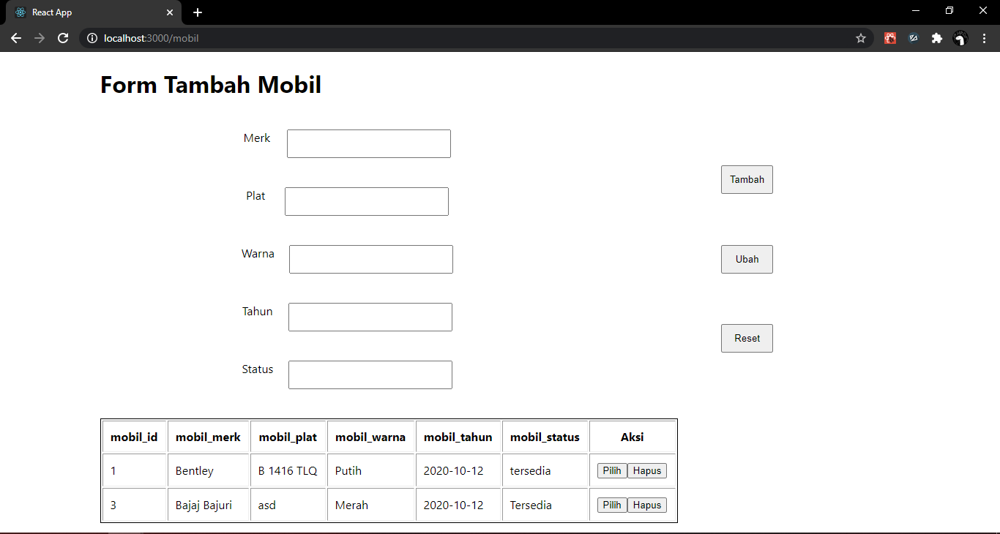 React App
localhost:3000/mobil
Form Tambah Mobil
Merk
Plat
Warna
Tahun
Status
Tambah
Ubah
Reset
mobil_id mobil_merk mobil_plat mobil_warna mobil_tahun mobil_status Aksi
1 Bentley B 1416 TLQ Putih 2020-10-12 tersedia Pilih Hapus
3 Bajaj Bajuri asd Merah 2020-10-12 Tersedia Pilih Hapus